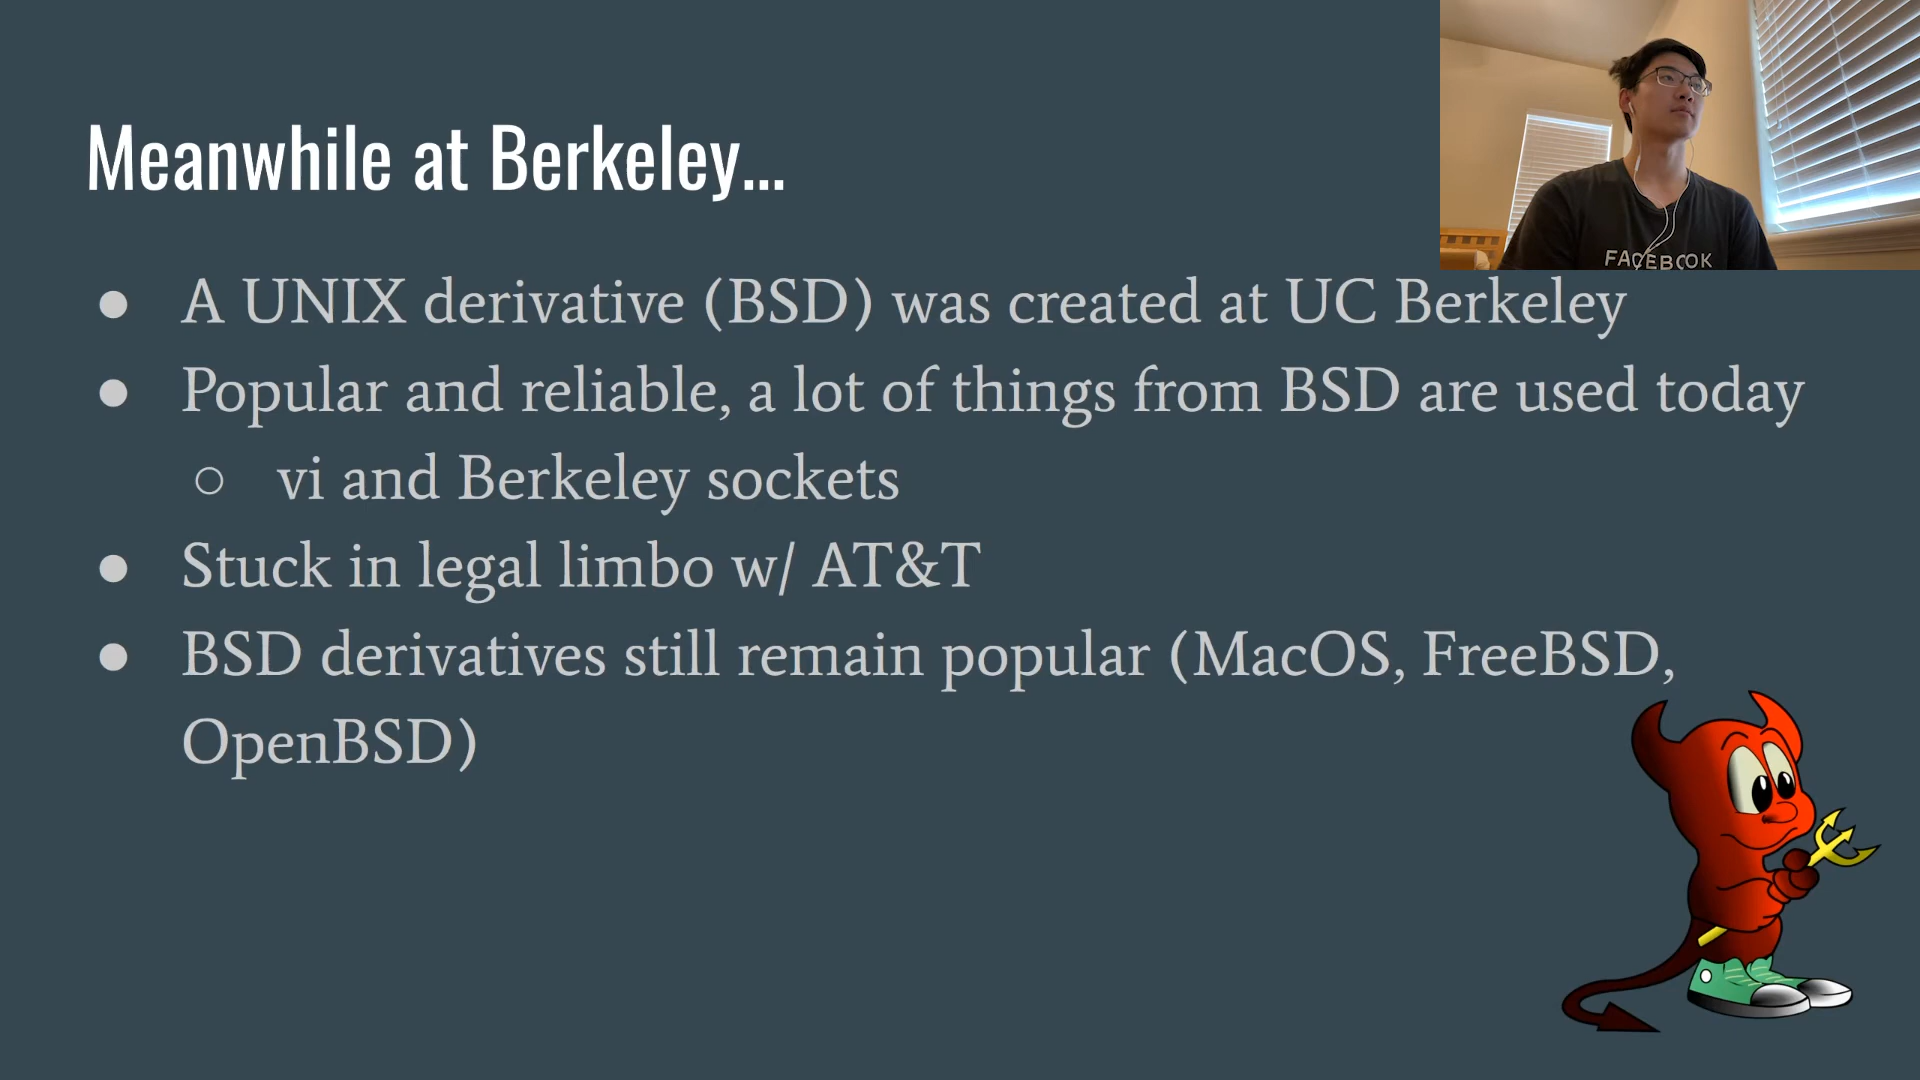 Meanwhile at Berkeley...
FACEBOOK
● A UNIX derivative (BSD) was created at UC Berkeley
● Popular and reliable, a lot of things from BSD are used today
○ vi and Berkeley sockets
● Stuck in legal limbo w/ AT&T
● BSD derivatives still remain popular (MacOS, FreeBSD,
OpenBSD)